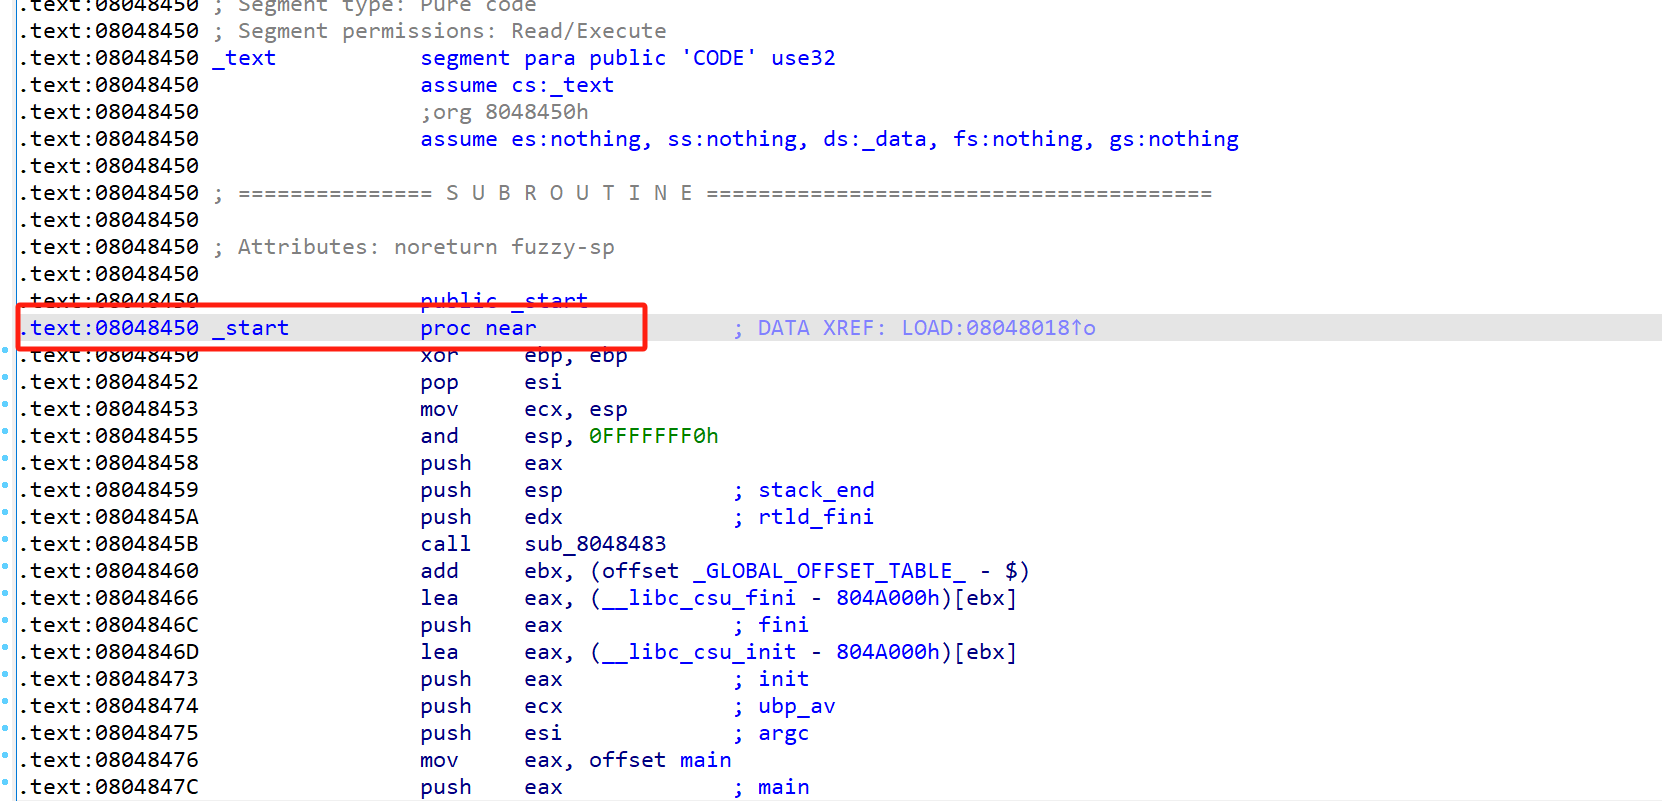 .text:08048450 ; Segment type: Pure code
.text:08048450 ; Segment permissions: Read/Execute
.text:08048450 _text segment para public 'CODE' use32
.text:08048450 assume cs:_text
.text:08048450 ;org 8048450h
.text:08048450 assume es:nothing, ss:nothing, ds:_data, fs:nothing, gs:nothing
.text:08048450
.text:08048450 ; =============== S U B R O U T I N E =======================================
.text:08048450
.text:08048450 ; Attributes: noreturn fuzzy-sp
.text:08048450
.text:08048450 public _start
.text:08048450 _start proc near ; DATA XREF: LOAD:08048018↑o
.text:08048450 xor ebp, ebp
.text:08048452 pop esi
.text:08048453 mov ecx, esp
.text:08048455 and esp, 0FFFFFFF0h
.text:08048458 push eax
.text:08048459 push esp ; stack_end
.text:0804845A push edx ; rtld_fini
.text:0804845B call sub_8048483
.text:08048460 add ebx, (offset _GLOBAL_OFFSET_TABLE_ - $)
.text:08048466 lea eax, (__libc_csu_fini - 804A000h)[ebx]
.text:0804846C push eax ; fini
.text:0804846D lea eax, (__libc_csu_init - 804A000h)[ebx]
.text:08048473 push eax ; init
.text:08048474 push ecx ; ubp_av
.text:08048475 push esi ; argc
.text:08048476 mov eax, offset main
.text:0804847C push eax ; main